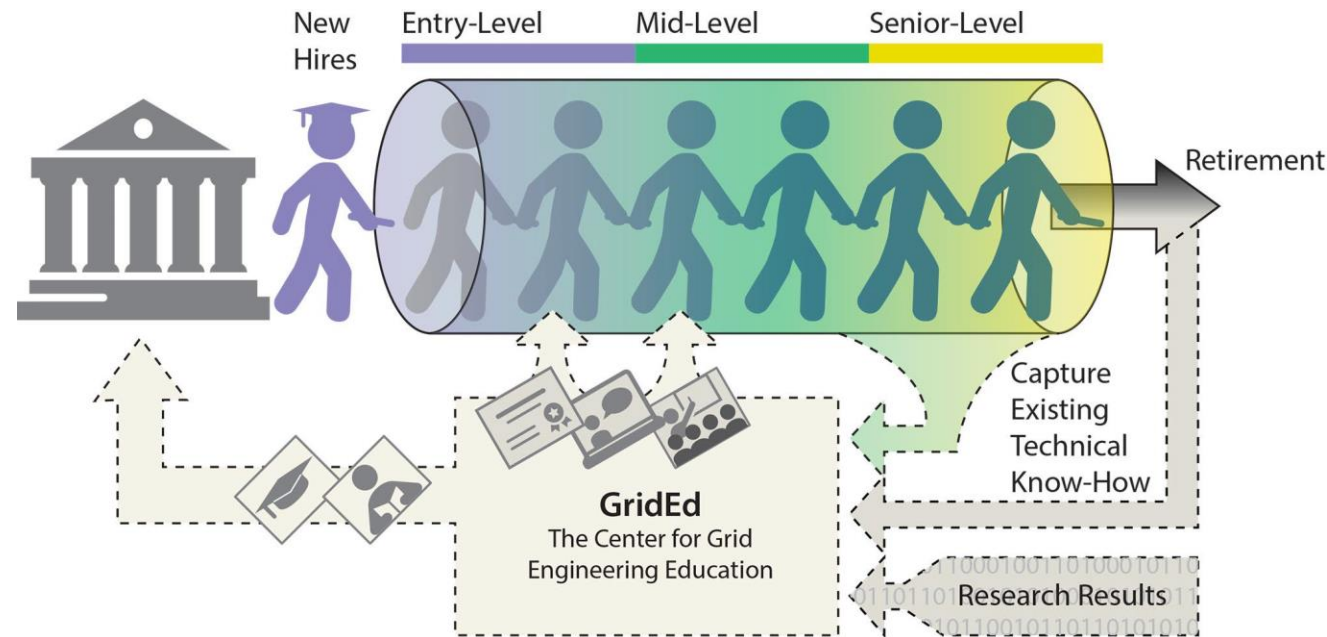 New
Hires
Entry-Level
Mid-Level
Senior-Level
Retirement
Capture
Existing
Technical
Know-How
GridEd
The Center for Grid
Engineering Education
Research Results